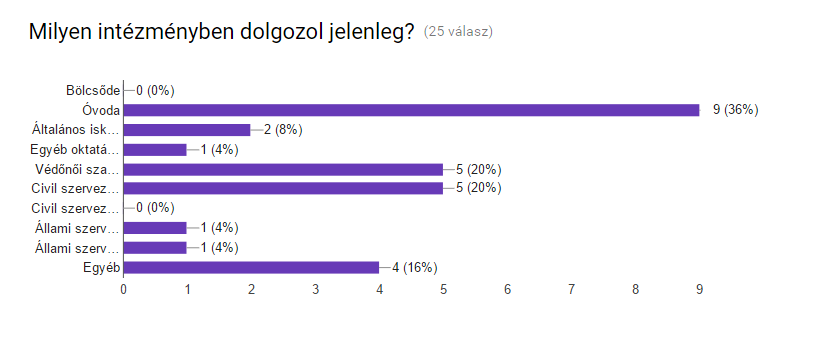 Milyen intézményben dolgozol jelenleg? (25 válasz)
Bölcsőde 0 (0%)
Óvoda 9 (36%)
Általános isk... 2 (8%)
Egyéb oktatá... 1 (4%)
Védőnői sza... 5 (20%)
Civil szervez... 5 (20%)
Civil szervez... 0 (0%)
Állami szerv... 1 (4%)
Állami szerv... 1 (4%)
Egyéb 4 (16%)
0 1 2 3 4 5 6 7 8 9